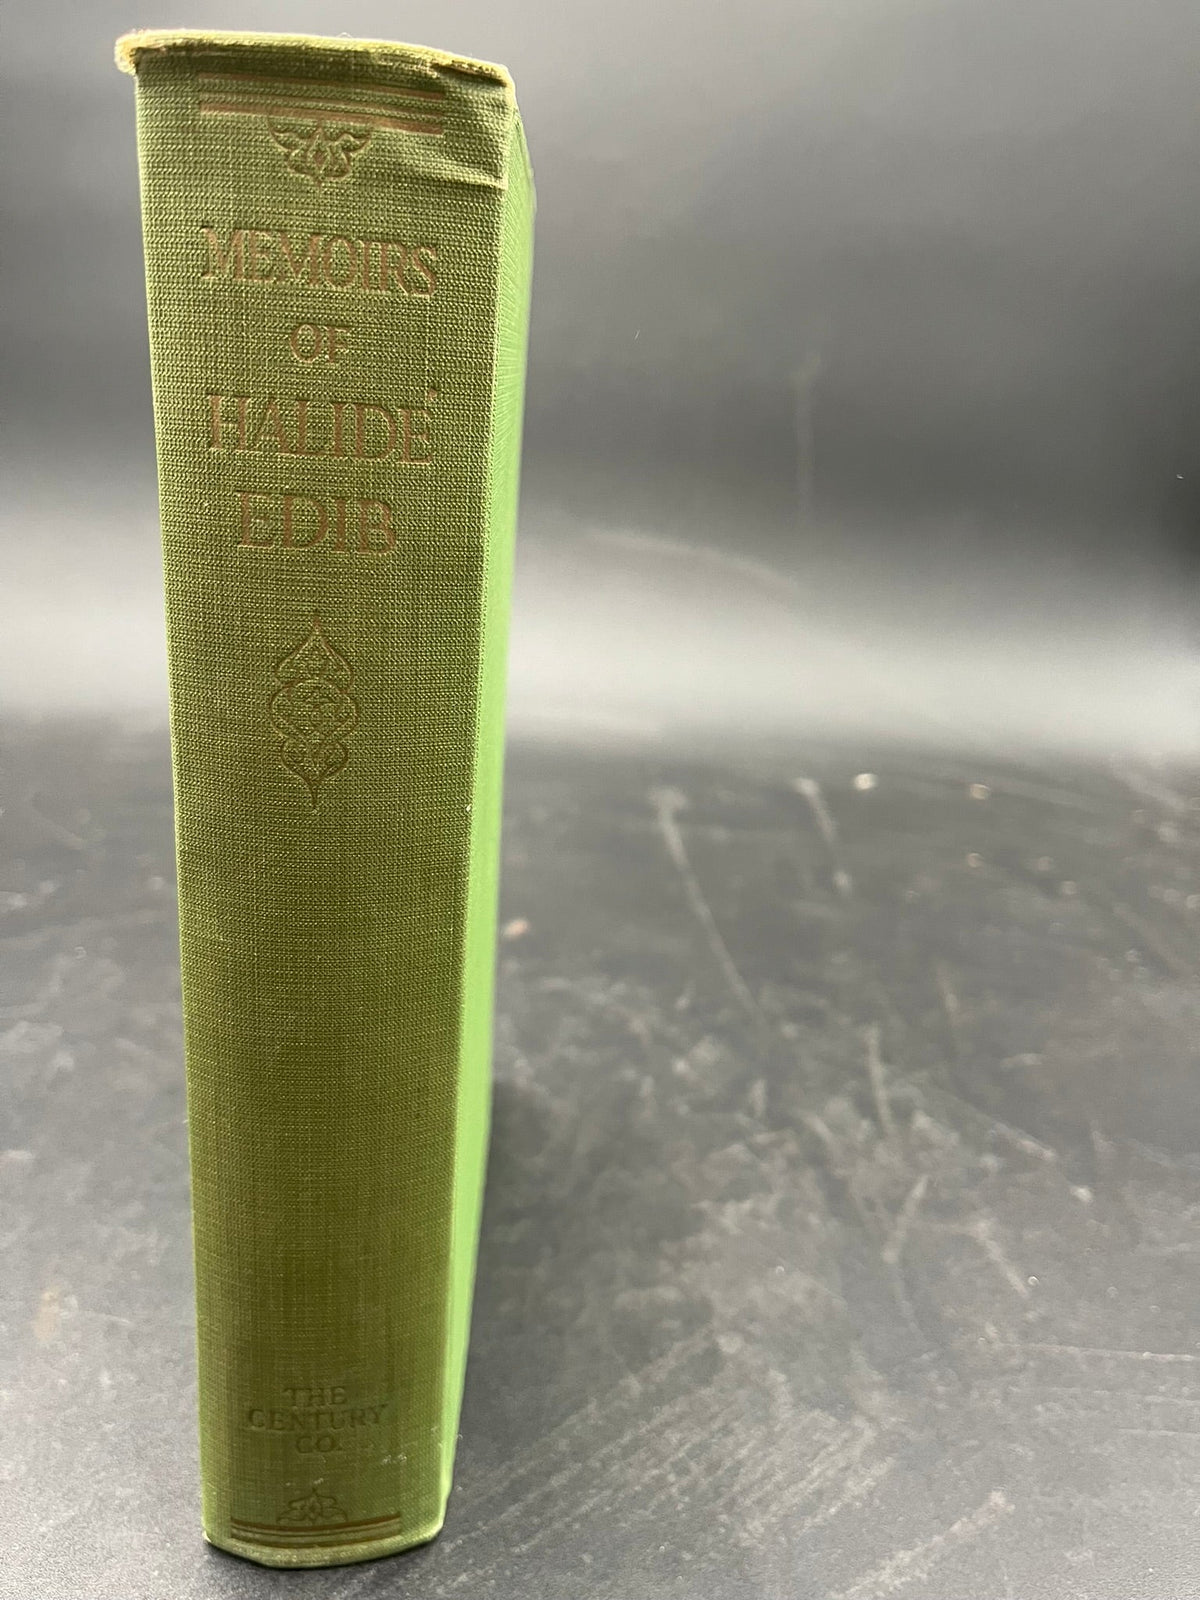 MEMOIRS
OF
HALIDÉ
EDIB
THE
CENTURY
CO.